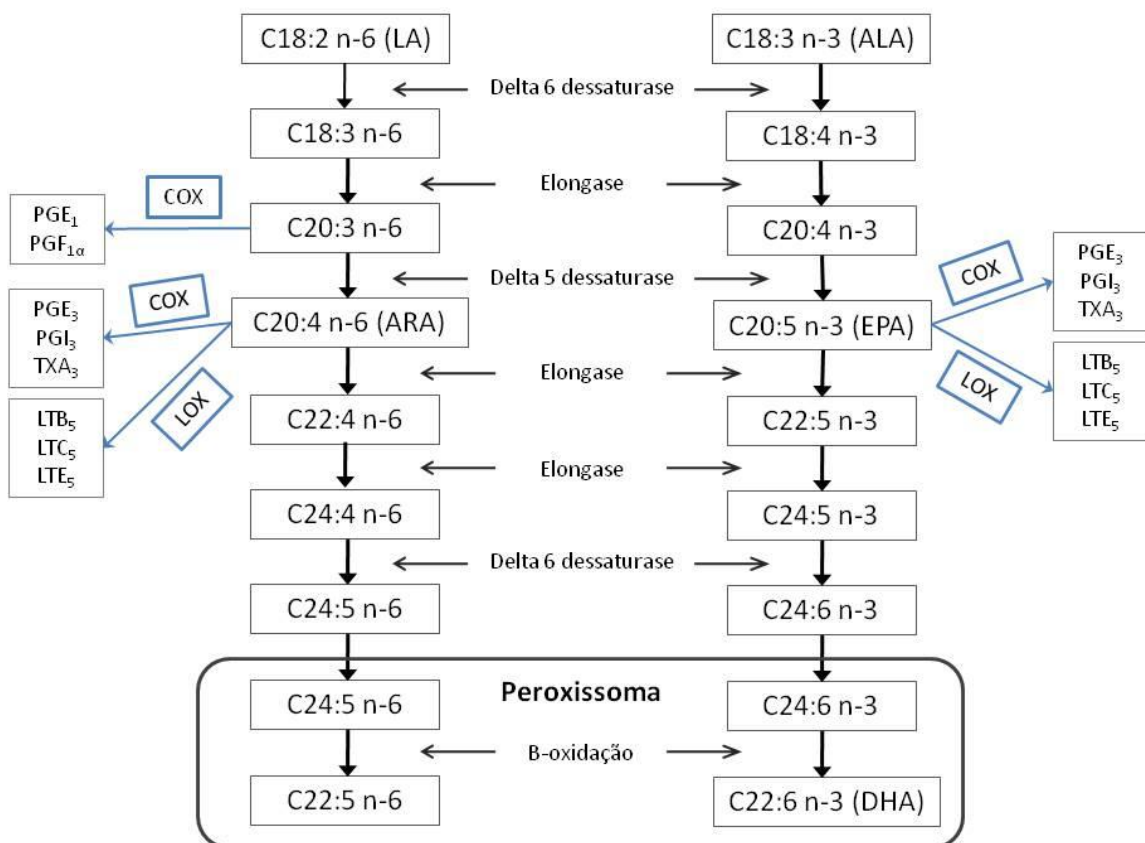 C18:2 n-6 (LA)
C18:3 n-3 (ALA)
Delta 6 dessaturase
C18:3 n-6
C18:4 n-3
Elongase
COX
PGE₁
PGF₁α
C20:3 n-6
C20:4 n-3
Delta 5 dessaturase
COX
PGE₃
PGI₃
TXA₃
C20:4 n-6 (ARA)
LOX
LTB₅
LTC₅
LTE₅
C20:5 n-3 (EPA)
COX
PGE₃
PGI₃
TXA₃
LOX
LTB₅
LTC₅
LTE₅
Elongase
C22:4 n-6
C22:5 n-3
Elongase
C24:4 n-6
C24:5 n-3
Delta 6 dessaturase
C24:5 n-6
C24:6 n-3
Peroxissoma
C24:5 n-6
C24:6 n-3
B-oxidação
C22:5 n-6
C22:6 n-3 (DHA)